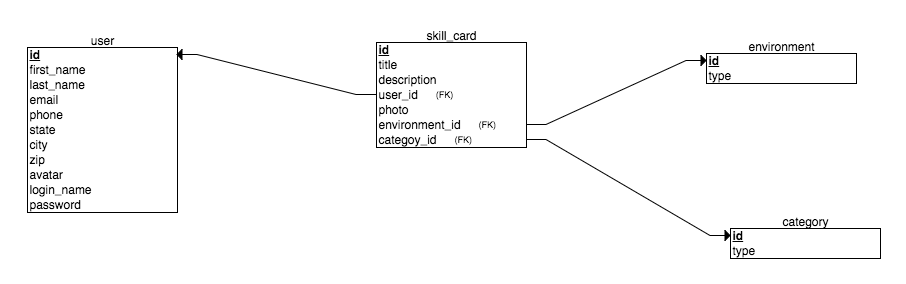 user
id
first_name
last_name
email
phone
state
city
zip
avatar
login_name
password
skill_card
id
title
description
user_id (FK)
photo
environment_id (FK)
categoy_id (FK)
environment
id
type
category
id
type